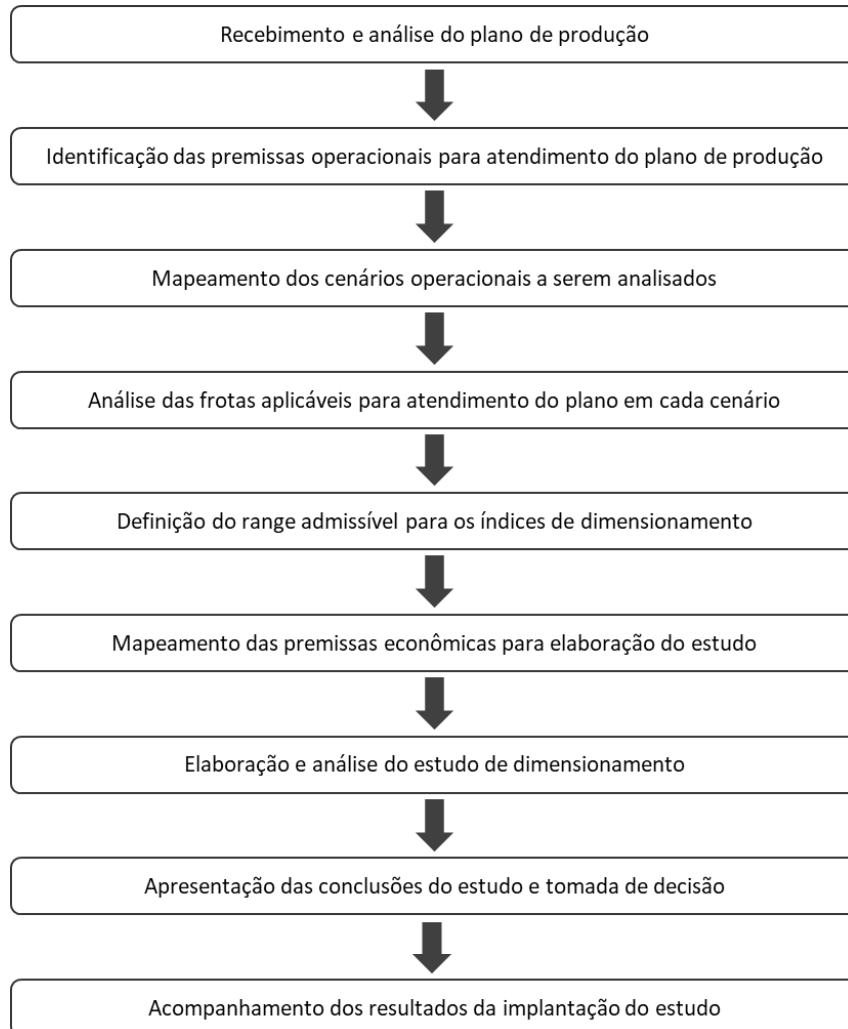 Recebimento e análise do plano de produção
Identificação das premissas operacionais para atendimento do plano de produção
Mapeamento dos cenários operacionais a serem analisados
Análise das frotas aplicáveis para atendimento do plano em cada cenário
Definição do range admissível para os índices de dimensionamento
Mapeamento das premissas econômicas para elaboração do estudo
Elaboração e análise do estudo de dimensionamento
Apresentação das conclusões do estudo e tomada de decisão
Acompanhamento dos resultados da implantação do estudo